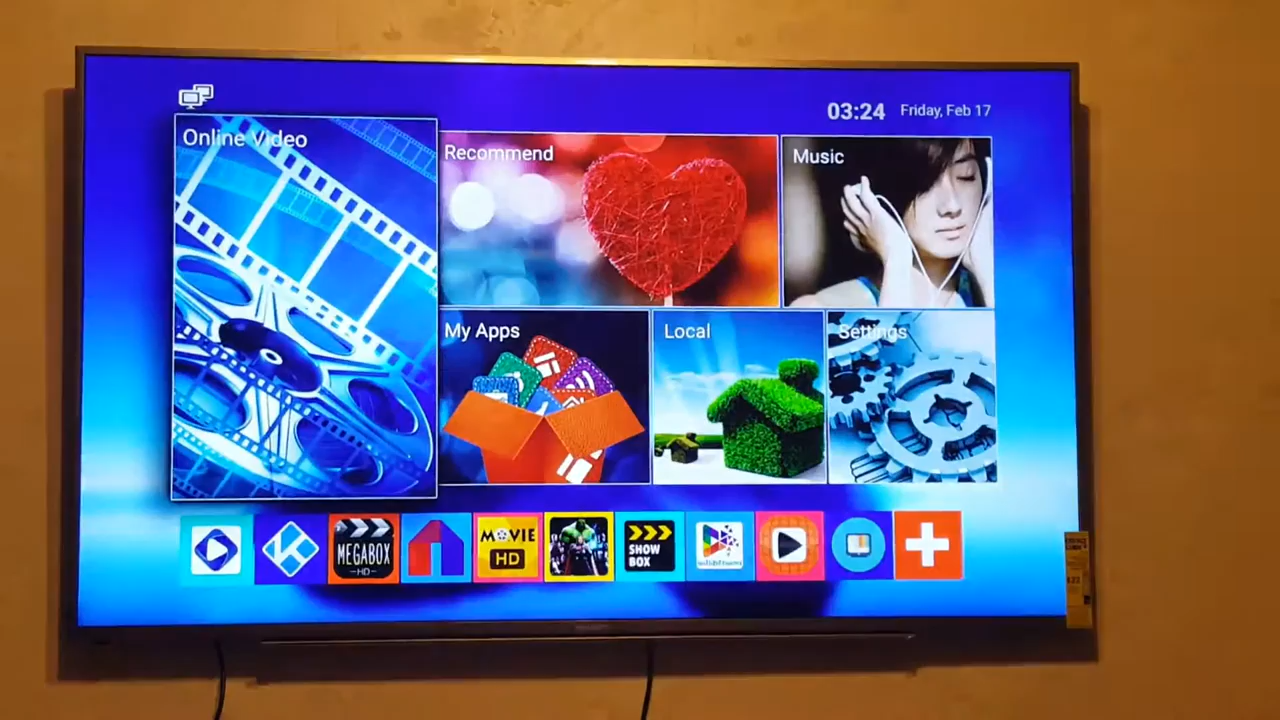 03:24 Friday, Feb 17
Online Video
Recommend
Music
My Apps
Local
Settings
MEGABOX
HD
MOVIE
HD
SHOW
BOX